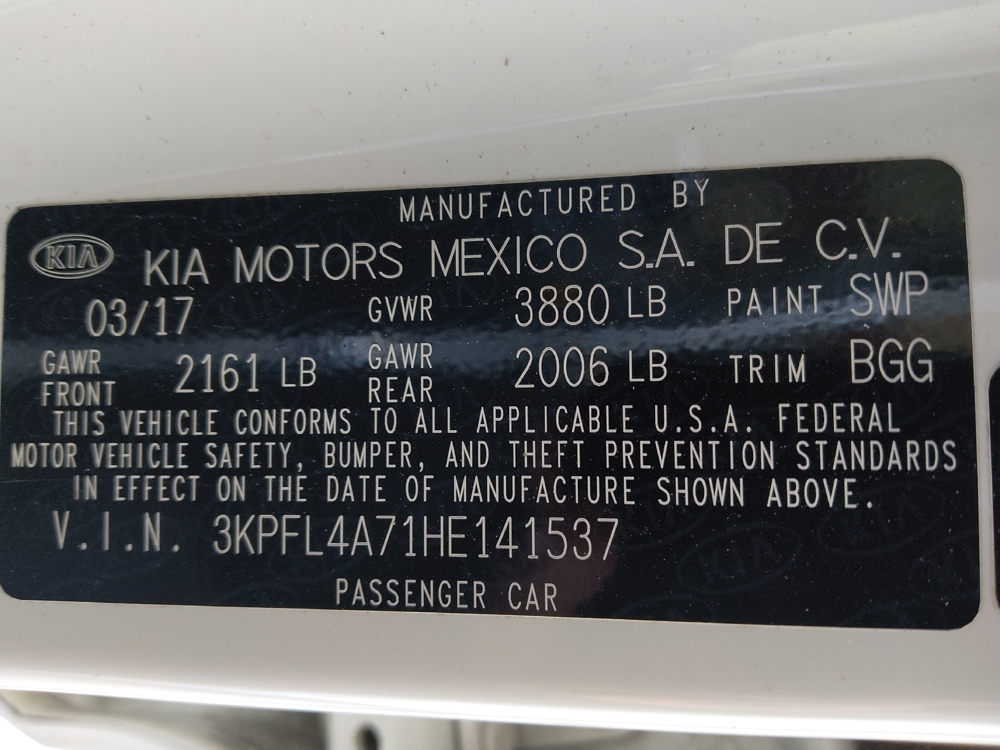 MANUFACTURED BY
KIA KIA MOTORS MEXICO S.A. DE C.V.
03/17 GVWR 3880 LB PAINT SWP
GAWR FRONT 2161 LB GAWR REAR 2006 LB TRIM BGG
THIS VEHICLE CONFORMS TO ALL APPLICABLE U.S.A. FEDERAL
MOTOR VEHICLE SAFETY, BUMPER, AND THEFT PREVENTION STANDARDS
IN EFFECT ON THE DATE OF MANUFACTURE SHOWN ABOVE.
V.I.N. 3KPFL4A71HE141537
PASSENGER CAR